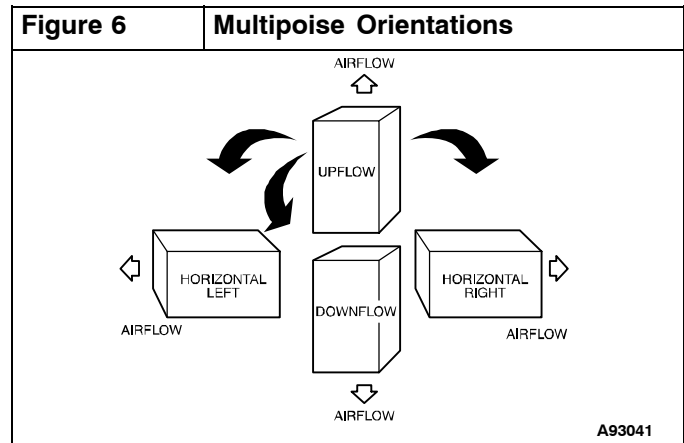 Figure 6 Multipoise Orientations
AIRFLOW
UPFLOW
HORIZONTAL
LEFT
AIRFLOW
DOWNFLOW
HORIZONTAL
RIGHT
AIRFLOW
AIRFLOW
A93041